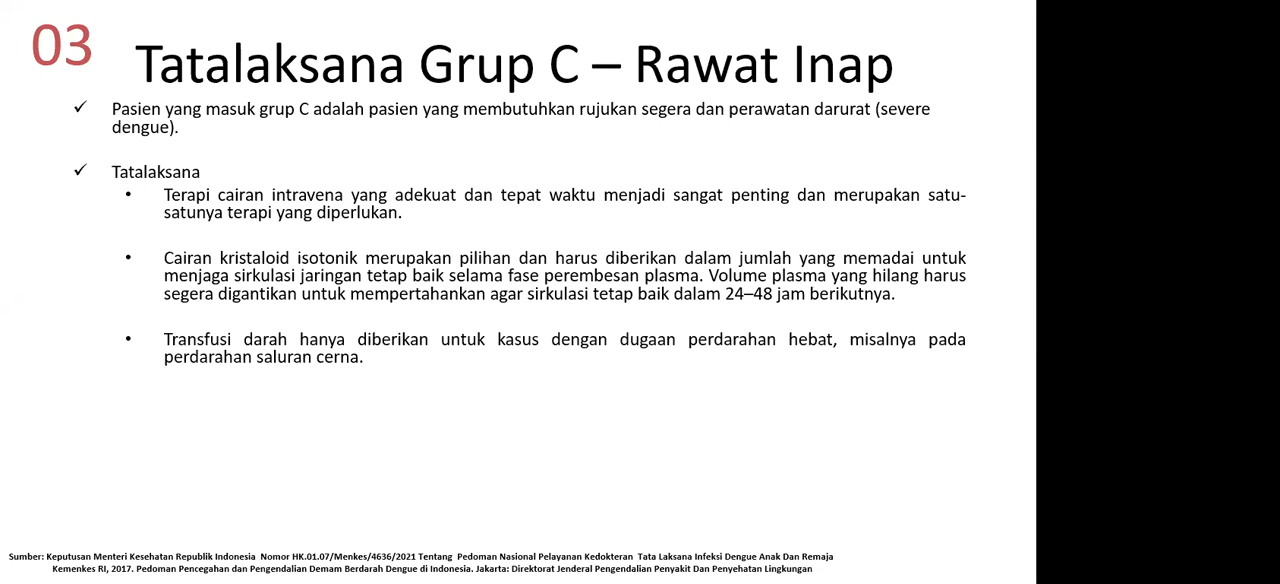 03
Tatalaksana Grup C – Rawat Inap
✓ Pasien yang masuk grup C adalah pasien yang membutuhkan rujukan segera dan perawatan darurat (severe
dengue).
✓ Tatalaksana
• Terapi cairan intravena yang adekuat dan tepat waktu menjadi sangat penting dan merupakan satu-
satunya terapi yang diperlukan.
• Cairan kristaloid isotonik merupakan pilihan dan harus diberikan dalam jumlah yang memadai untuk
menjaga sirkulasi jaringan tetap baik selama fase perembesan plasma. Volume plasma yang hilang harus
segera digantikan untuk mempertahankan agar sirkulasi tetap baik dalam 24–48 jam berikutnya.
• Transfusi darah hanya diberikan untuk kasus dengan dugaan perdarahan hebat, misalnya pada
perdarahan saluran cerna.
Sumber: Keputusan Menteri Kesehatan Republik Indonesia Nomor HK.01.07/Menkes/4636/2021 Tentang Pedoman Nasional Pelayanan Kedokteran Tata Laksana Infeksi Dengue Anak Dan Remaja
Kemenkes RI, 2017. Pedoman Pencegahan dan Pengendalian Demam Berdarah Dengue di Indonesia. Jakarta: Direktorat Jenderal Pengendalian Penyakit Dan Penyehatan Lingkungan